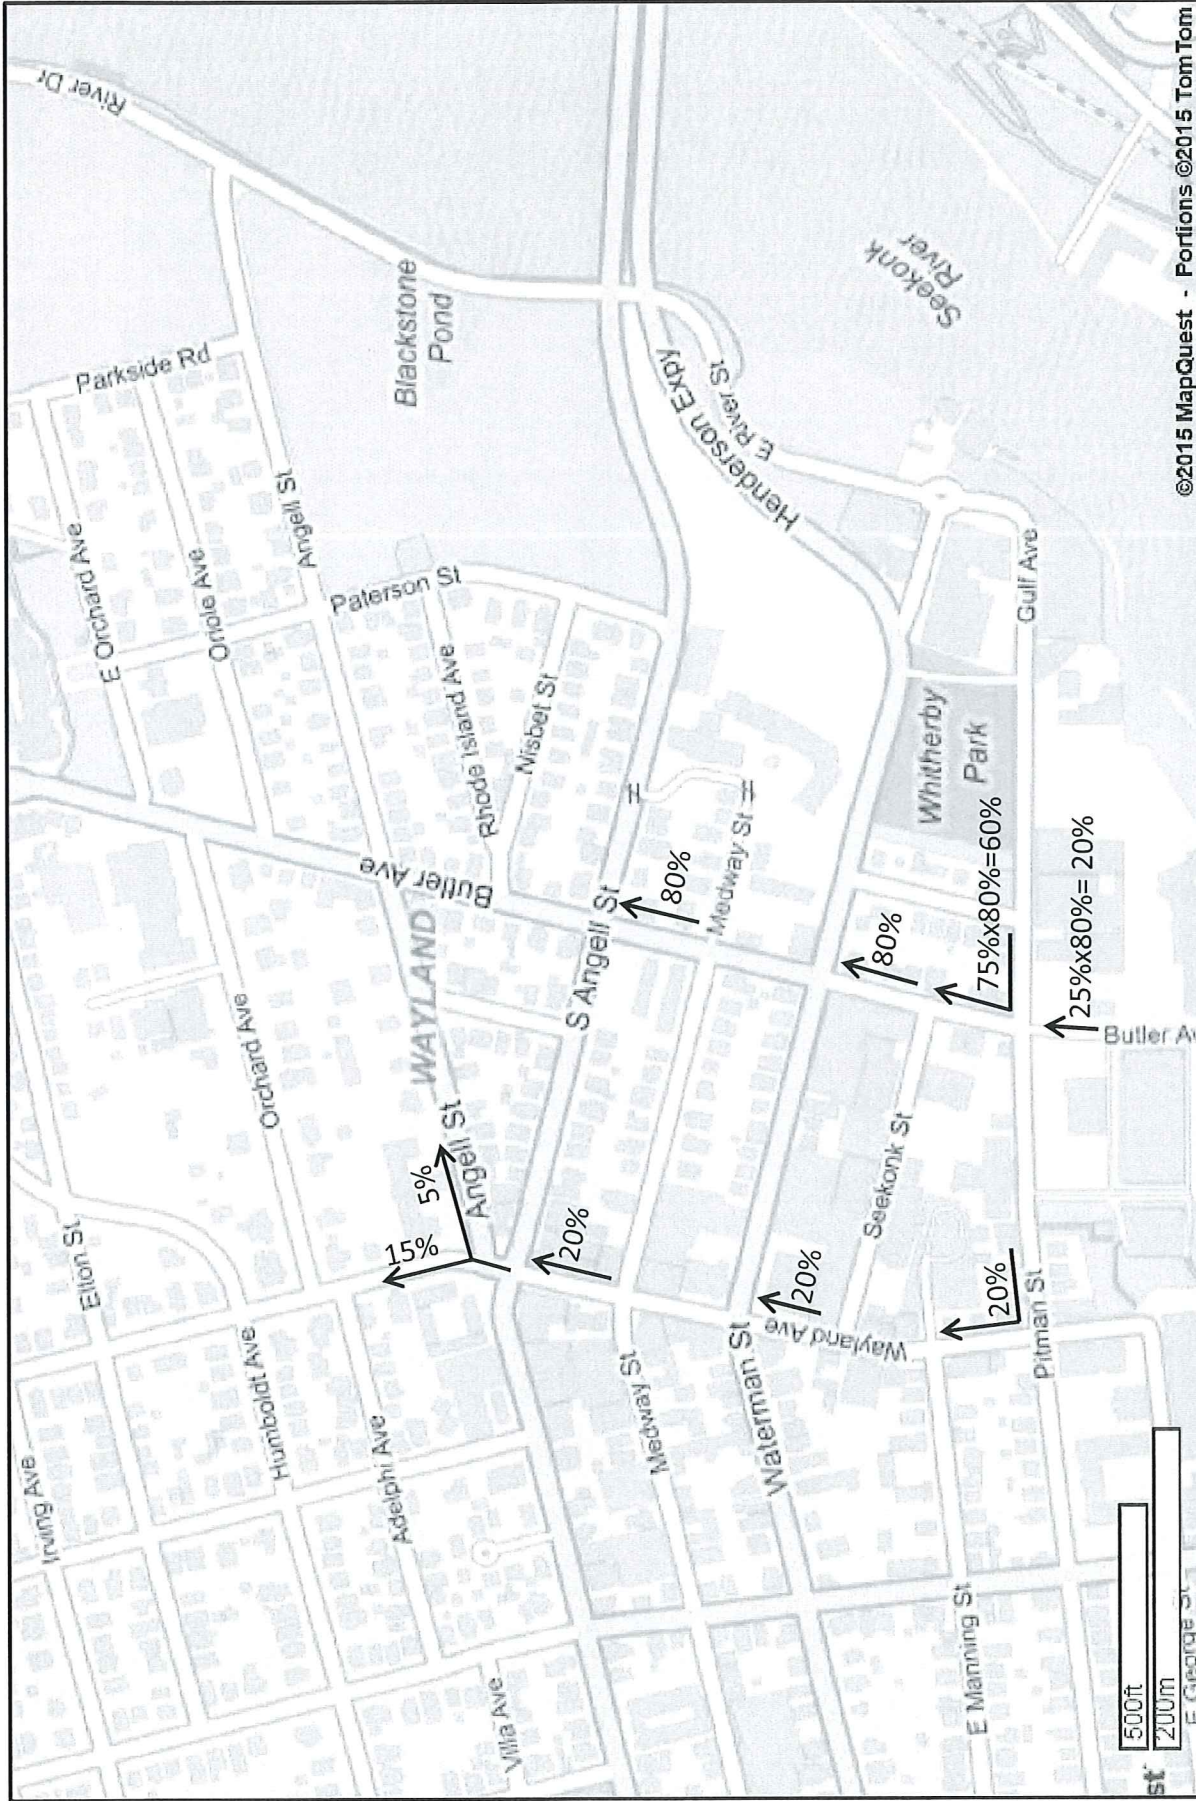 River Dr
Parkside Rd
E Orchard Ave
Oriole Ave
Angell St
Blackstone
Pond
Paterson St
Rhode Island Ave
Nisbet St
Henderson Expy
E River St
Seekonk
River
Gulf Ave
Whitherby
Park
Butler Ave
WAYLAND
S Angell St
Medway St
80%
80%
75%x80%=60%
25%x80%= 20%
Butler Av
Orchard Ave
Angell St
5%
15%
20%
20%
20%
Seekonk St
Wayland Ave
Pitman St
Elton St
Humboldt Ave
Adelphi Ave
Irving Ave
Medway St
Waterman St
Villa Ave
E Manning St
E George St
500ft
200m
st
©2015 MapQuest - Portions ©2015 TomTom